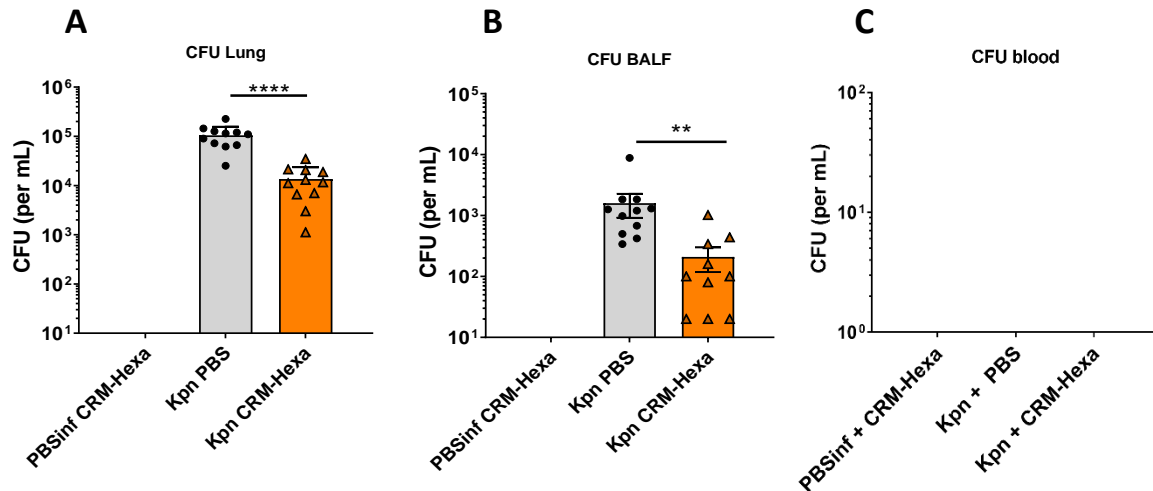 A
CFU Lung
CFU (per mL)
10^6
10^5
10^4
10^3
10^2
10^1
****
PBSinf CRM-Hexa
Kpn PBS
Kpn CRM-Hexa
B
CFU BALF
CFU (per mL)
10^5
10^4
10^3
10^2
10^1
**
PBSinf CRM-Hexa
Kpn PBS
Kpn CRM-Hexa
C
CFU blood
CFU (per mL)
10^2
10^1
10^0
PBSinf + CRM-Hexa
Kpn + PBS
Kpn + CRM-Hexa